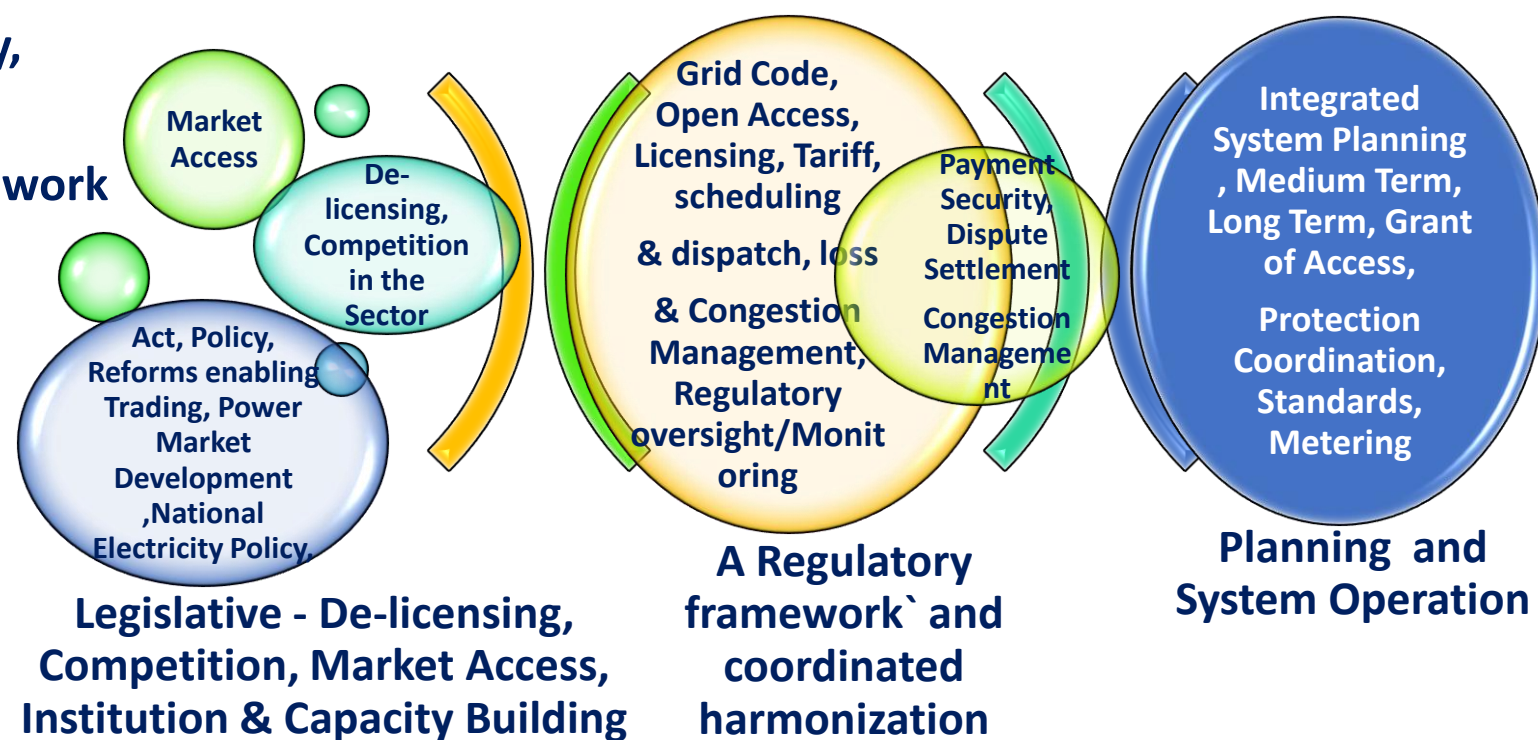 y,
work
Market
Access
De-
licensing,
Competition
in the
Sector
Act, Policy,
Reforms enabling
Trading, Power
Market
Development
,National
Electricity Policy,
Legislative - De-licensing,
Competition, Market Access,
Institution & Capacity Building
Grid Code,
Open Access,
Licensing, Tariff,
scheduling
& dispatch, loss
& Congestion
Management,
Regulatory
oversight/Monit
oring
Payment
Security,
Dispute
Settlement
Congestion
Manageme
nt
A Regulatory
framework` and
coordinated
harmonization
Integrated
System Planning
, Medium Term,
Long Term, Grant
of Access,
Protection
Coordination,
Standards,
Metering
Planning and
System Operation